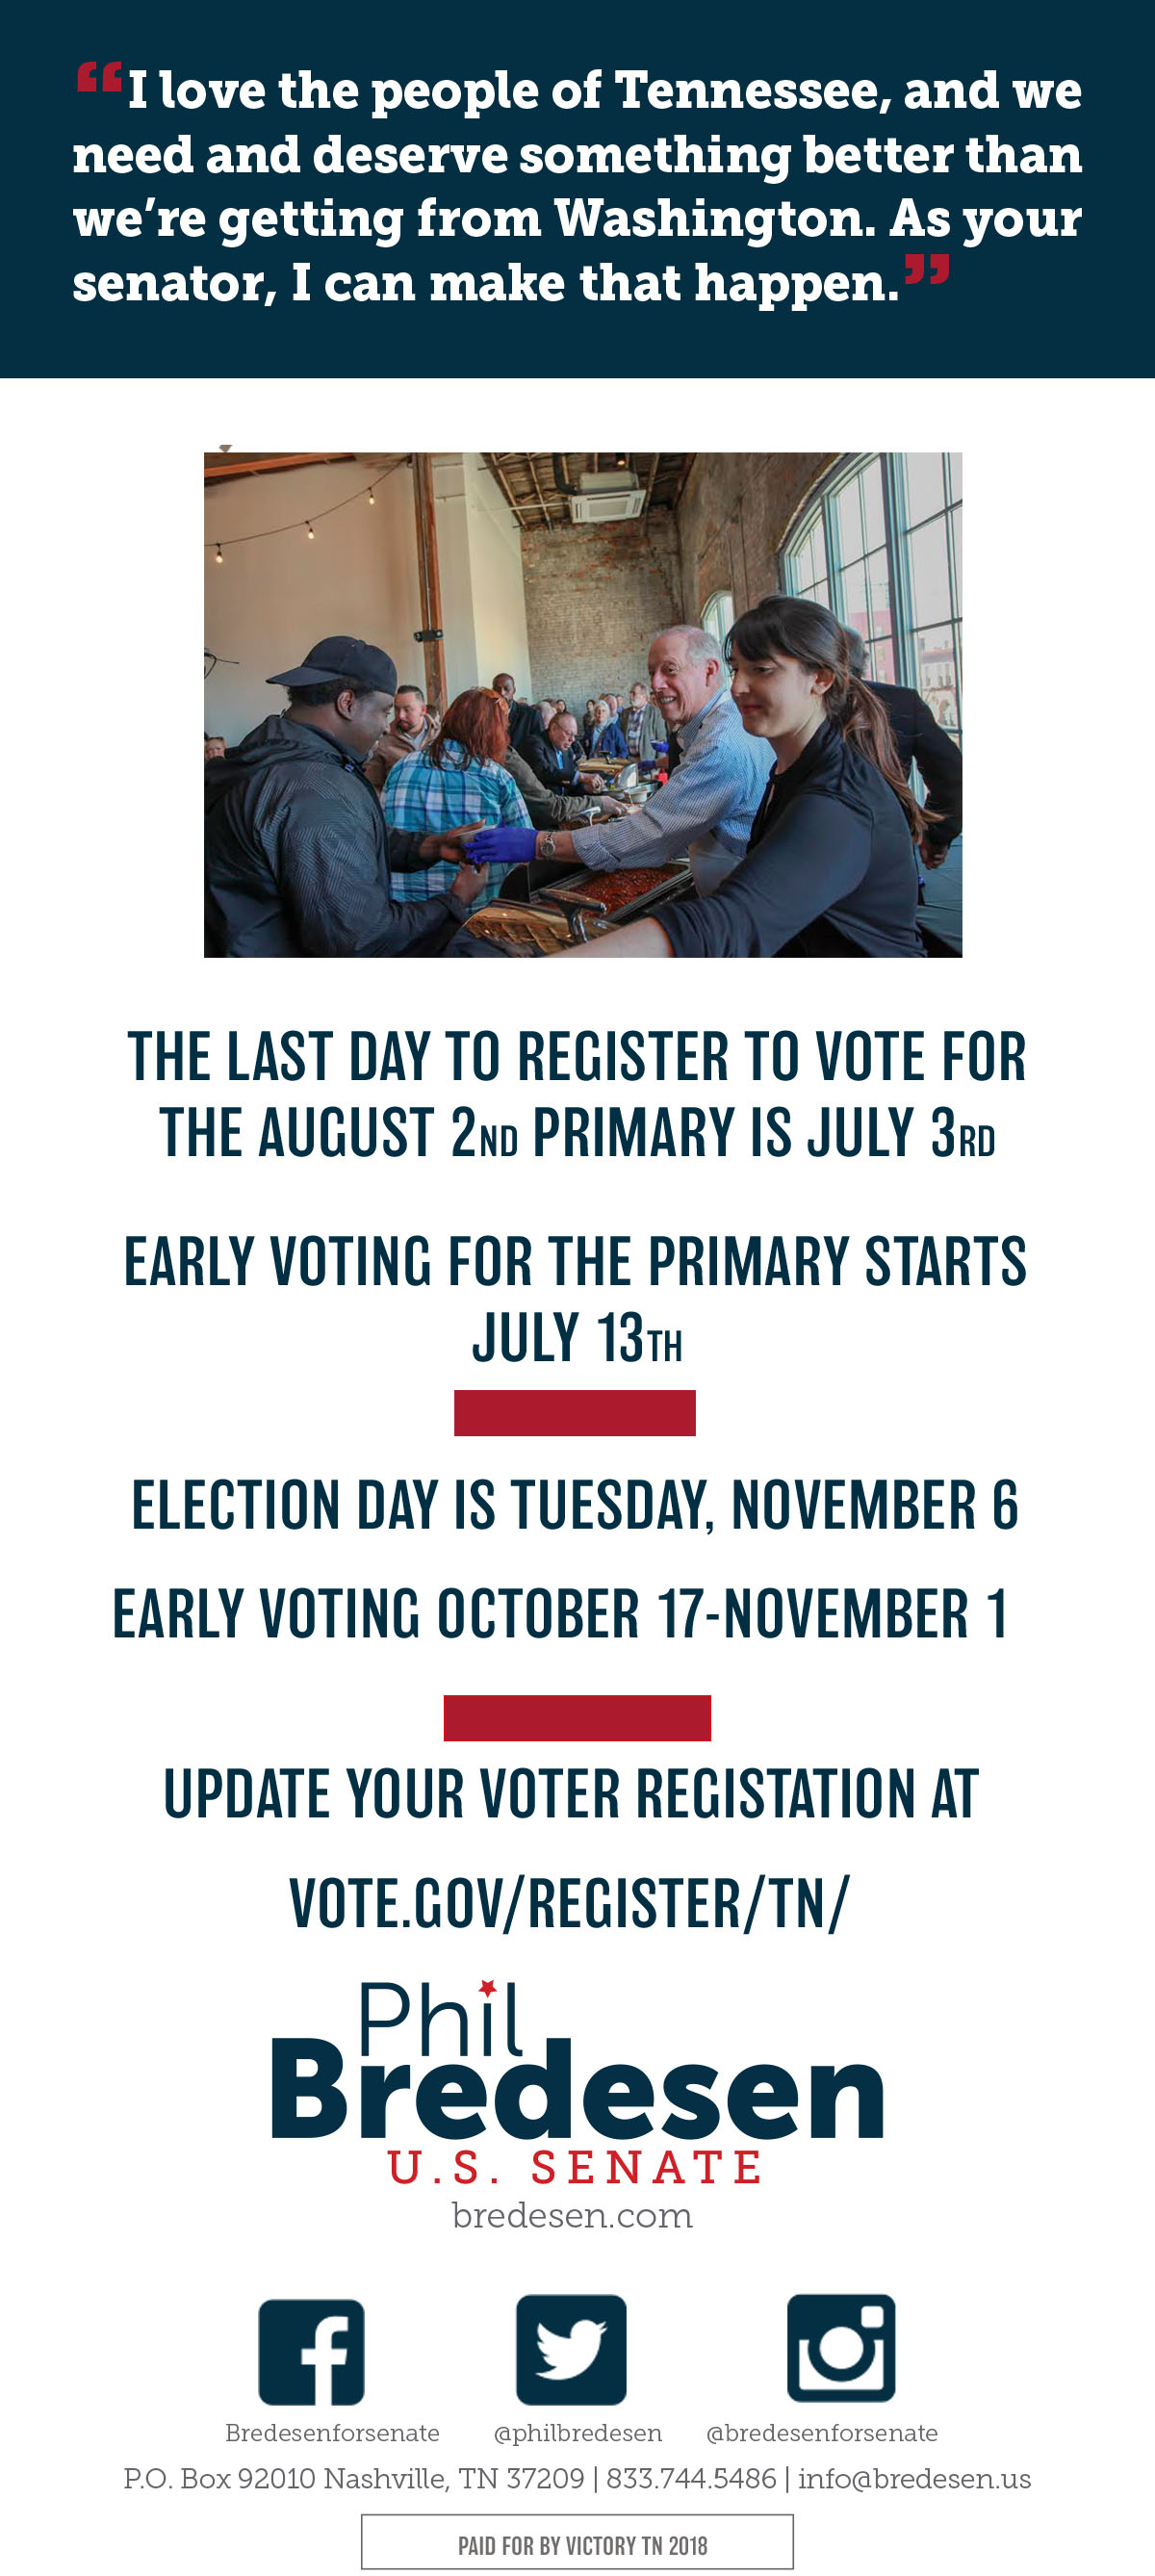 “I love the people of Tennessee, and we
need and deserve something better than
we’re getting from Washington. As your
senator, I can make that happen.”
THE LAST DAY TO REGISTER TO VOTE FOR
THE AUGUST 2ND PRIMARY IS JULY 3RD
EARLY VOTING FOR THE PRIMARY STARTS
JULY 13TH
ELECTION DAY IS TUESDAY, NOVEMBER 6
EARLY VOTING OCTOBER 17-NOVEMBER 1
UPDATE YOUR VOTER REGISTATION AT
VOTE.GOV/REGISTER/TN/
Phil
Bredesen
U.S. SENATE
bredesen.com
Bredesenforsenate @philbredesen @bredesenforsenate
P.O. Box 92010 Nashville, TN 37209 | 833.744.5486 | info@bredesen.us
PAID FOR BY VICTORY TN 2018